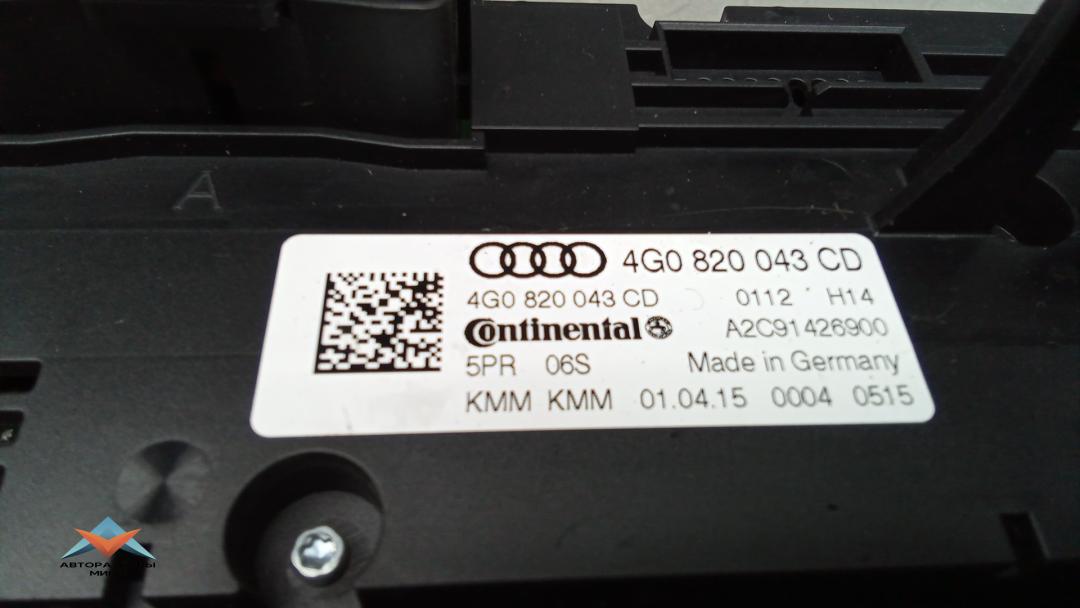 A
4G0 820 043 CD
4G0 820 043 CD 0112 H14
Continental A2C91426900
5PR 06S Made in Germany
KMM KMM 01.04.15 0004 0515